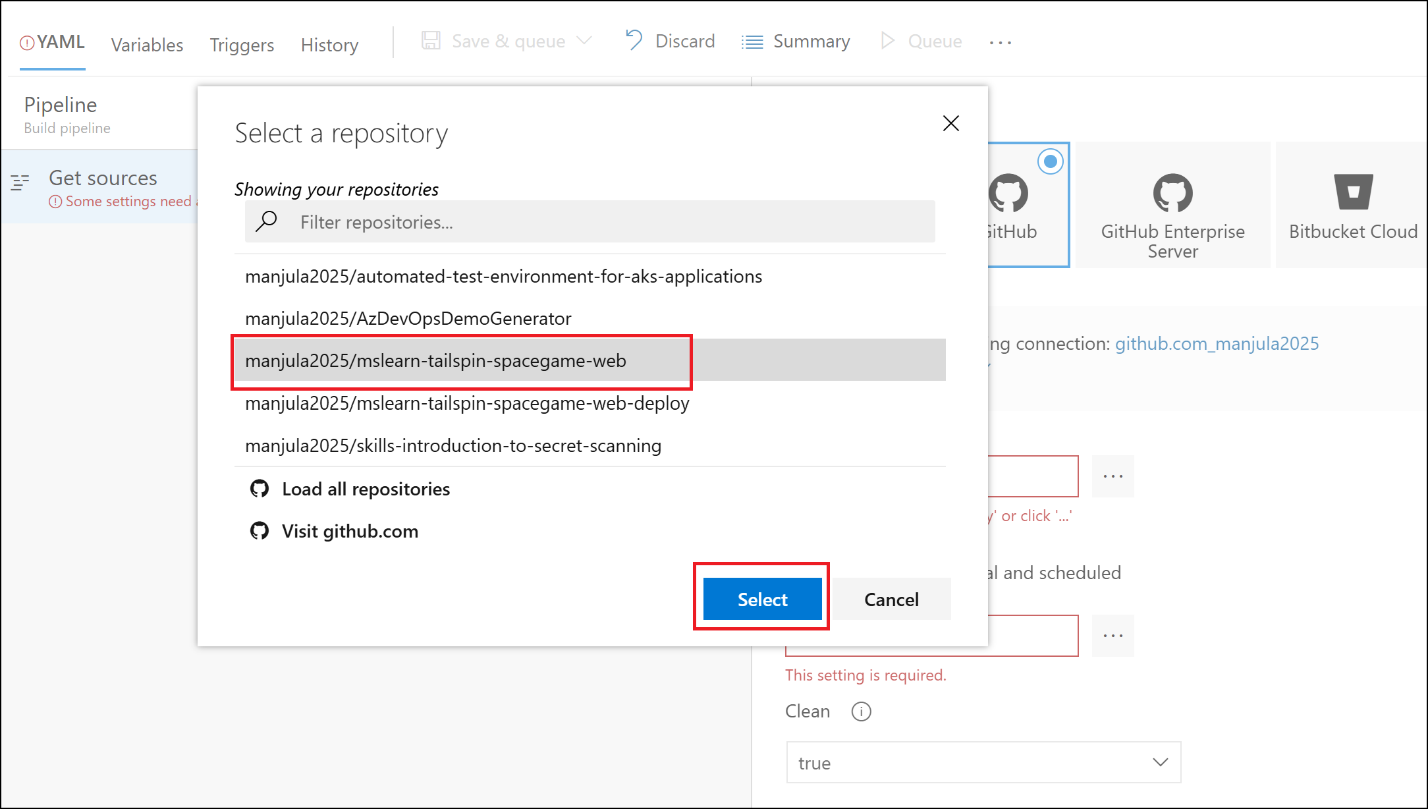 YAML
Variables
Triggers
History
Save & queue
Discard
Summary
Queue
...
Pipeline
Build pipeline
Get sources
Some settings need
Select a repository
Showing your repositories
Filter repositories...
manjula2025/automated-test-environment-for-aks-applications
manjula2025/AzDevOpsDemoGenerator
manjula2025/mslearn-tailspin-spacegame-web
manjula2025/mslearn-tailspin-spacegame-web-deploy
manjula2025/skills-introduction-to-secret-scanning
Load all repositories
Visit github.com
Select
Cancel
GitHub
GitHub Enterprise
Server
Bitbucket Cloud
ng connection: github.com_manjula2025
...
y' or click '...'
al and scheduled
...
This setting is required.
Clean
true